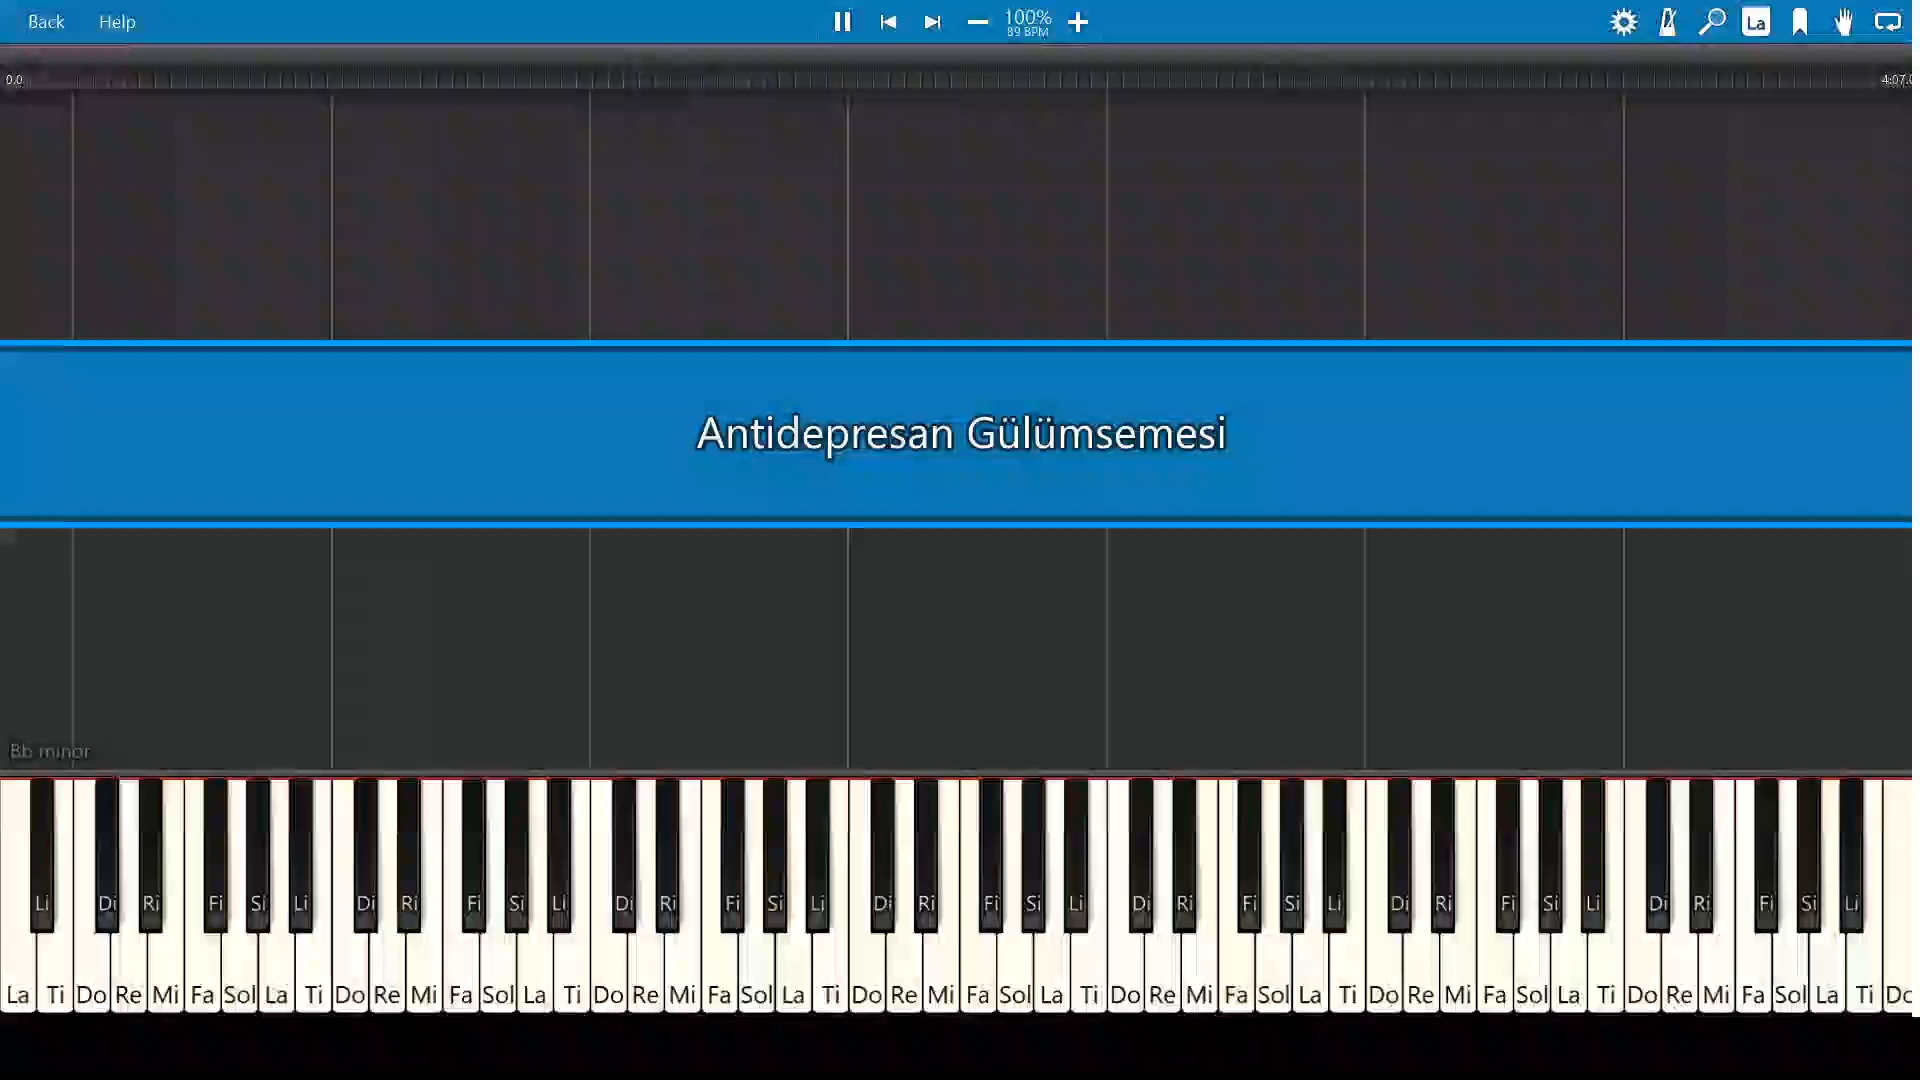 Back Help 100% La
89 BPM
0.0 4:07.0
Antidepresan Gülümsemesi
Bb minor
Li Di Ri Fi Si Li Di Ri Fi Si Li Di Ri Fi Si Li Di Ri Fi Si Li Di Ri Fi Si Li Di Ri Fi Si Li Di Ri Fi Si Li
La Ti Do Re Mi Fa Sol La Ti Do Re Mi Fa Sol La Ti Do Re Mi Fa Sol La Ti Do Re Mi Fa Sol La Ti Do Re Mi Fa Sol La Ti Do Re Mi Fa Sol La Ti Do Re Mi Fa Sol La Ti Do